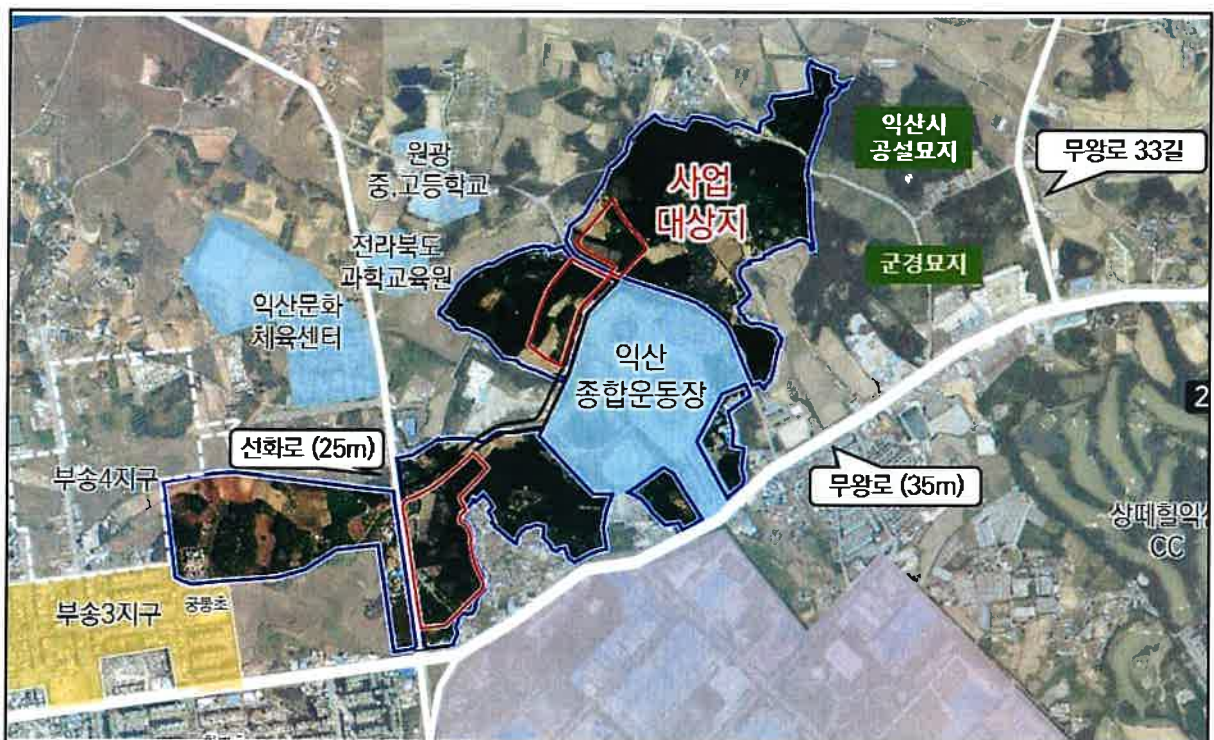 익산시
공설묘지
무왕로 33길
원광
중,고등학교
사업
대상지
전라북도
과학교육원
군경묘지
익산문화
체육센터
익산
종합운동장
2
선화로 (25m)
부송4지구
무왕로 (35m)
상떼힐익산
CC
부송3지구
궁뜰초